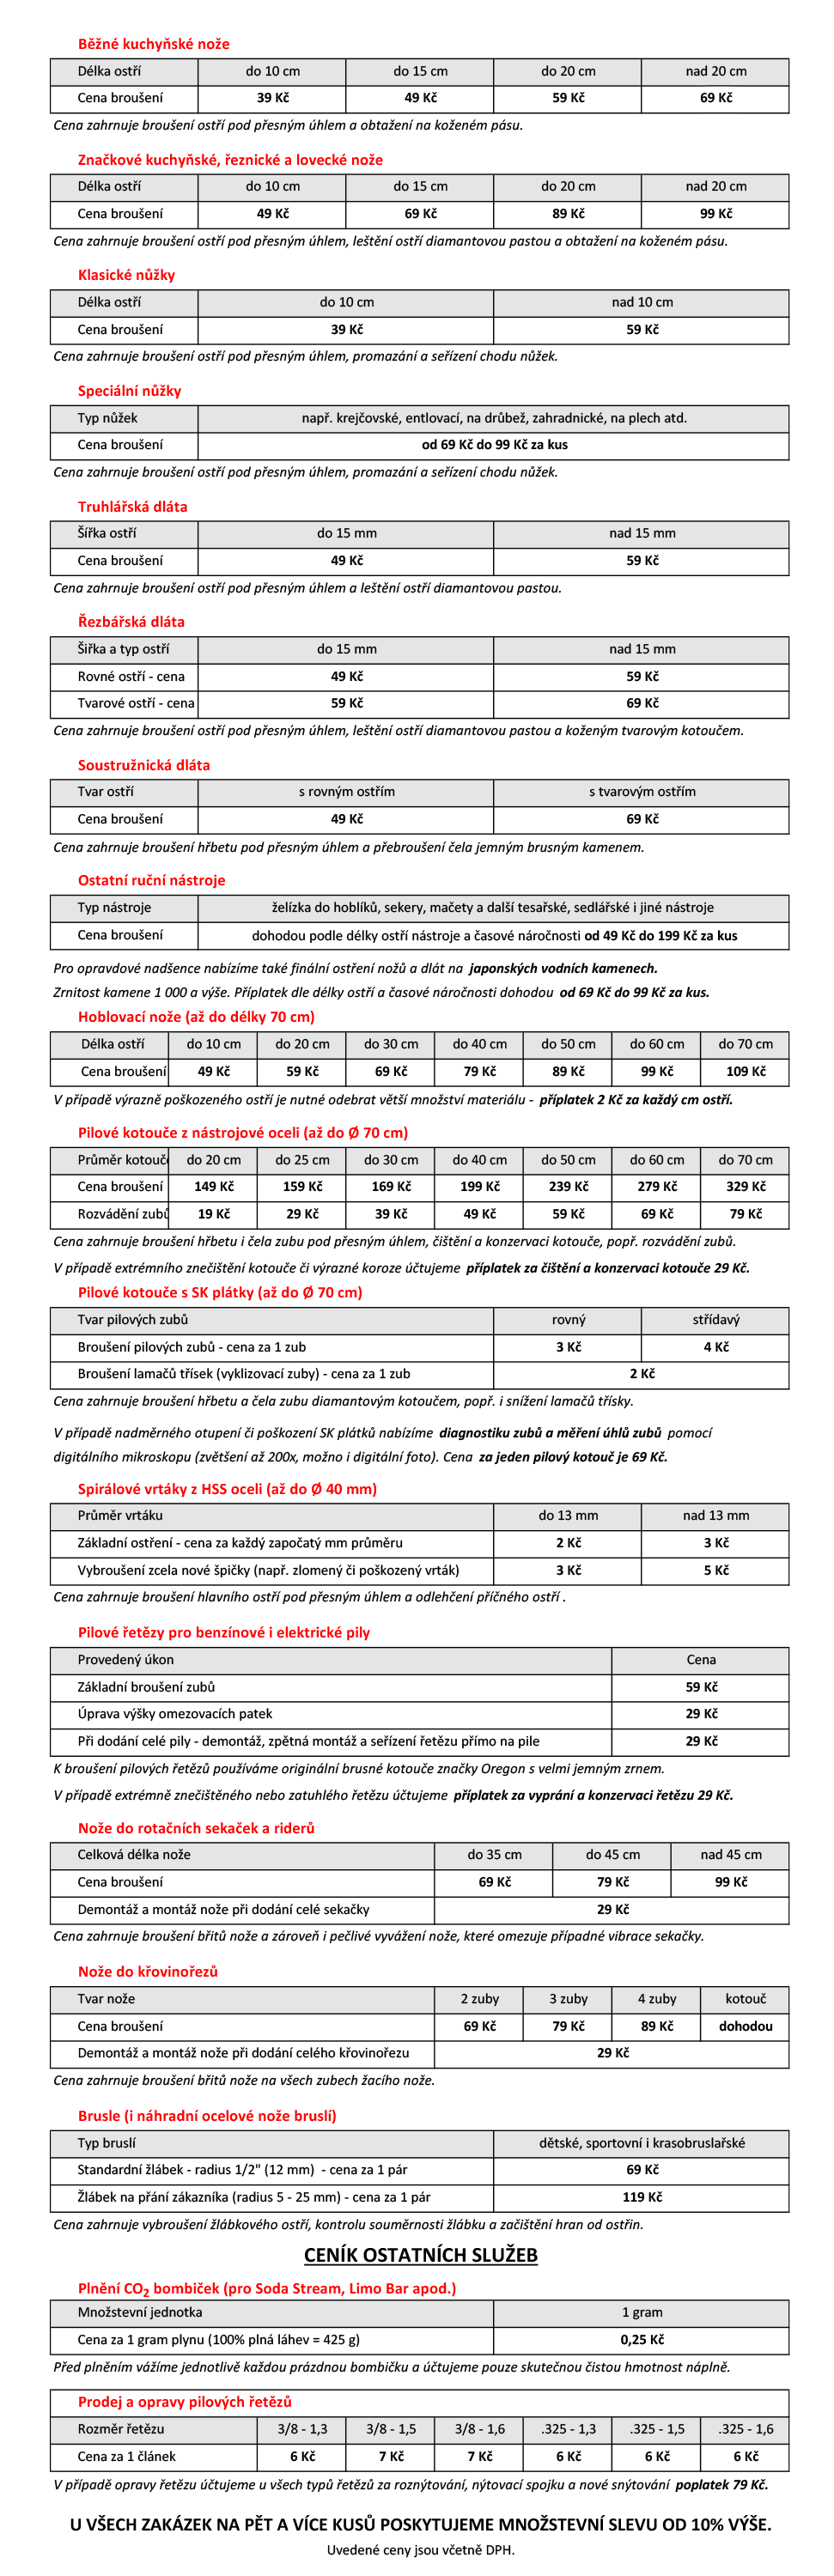 Běžné kuchyňské nože
Délka ostří do 10 cm do 15 cm do 20 cm nad 20 cm
Cena broušení 39 Kč 49 Kč 59 Kč 69 Kč
Cena zahrnuje broušení ostří pod přesným úhlem a obtažení na koženém pásu.
Značkové kuchyňské, řeznické a lovecké nože
Délka ostří do 10 cm do 15 cm do 20 cm nad 20 cm
Cena broušení 49 Kč 69 Kč 89 Kč 99 Kč
Cena zahrnuje broušení ostří pod přesným úhlem, leštění ostří diamantovou pastou a obtažení na koženém pásu.
Klasické nůžky
Délka ostří do 10 cm nad 10 cm
Cena broušení 39 Kč 59 Kč
Cena zahrnuje broušení ostří pod přesným úhlem, promazání a seřízení chodu nůžek.
Speciální nůžky
Typ nůžek např. krejčovské, entlovací, na drůbež, zahradnické, na plech atd.
Cena broušení od 69 Kč do 99 Kč za kus
Cena zahrnuje broušení ostří pod přesným úhlem, promazání a seřízení chodu nůžek.
Truhlářská dláta
Šířka ostří do 15 mm nad 15 mm
Cena broušení 49 Kč 59 Kč
Cena zahrnuje broušení ostří pod přesným úhlem a leštění ostří diamantovou pastou.
Řezbářská dláta
Šiřka a typ ostří do 15 mm nad 15 mm
Rovné ostří - cena 49 Kč 59 Kč
Tvarové ostří - cena 59 Kč 69 Kč
Cena zahrnuje broušení ostří pod přesným úhlem, leštění ostří diamantovou pastou a koženým tvarovým kotoučem.
Soustružnická dláta
Tvar ostří s rovným ostřím s tvarovým ostřím
Cena broušení 49 Kč 69 Kč
Cena zahrnuje broušení hřbetu pod přesným úhlem a přebroušení čela jemným brusným kamenem.
Ostatní ruční nástroje
Typ nástroje želízka do hoblíků, sekery, mačety a další tesařské, sedlářské i jiné nástroje
Cena broušení dohodou podle délky ostří nástroje a časové náročnosti od 49 Kč do 199 Kč za kus
Pro opravdové nadšence nabízíme také finální ostření nožů a dlát na japonských vodních kamenech.
Zrnitost kamene 1 000 a výše. Příplatek dle délky ostří a časové náročnosti dohodou od 69 Kč do 99 Kč za kus.
Hoblovací nože (až do délky 70 cm)
Délka ostří do 10 cm do 20 cm do 30 cm do 40 cm do 50 cm do 60 cm do 70 cm
Cena broušení 49 Kč 59 Kč 69 Kč 79 Kč 89 Kč 99 Kč 109 Kč
V případě výrazně poškozeného ostří je nutné odebrat větší množství materiálu - příplatek 2 Kč za každý cm ostří.
Pilové kotouče z nástrojové oceli (až do Ø 70 cm)
Průměr kotouče do 20 cm do 25 cm do 30 cm do 40 cm do 50 cm do 60 cm do 70 cm
Cena broušení 149 Kč 159 Kč 169 Kč 199 Kč 239 Kč 279 Kč 329 Kč
Rozvádění zubů 19 Kč 29 Kč 39 Kč 49 Kč 59 Kč 69 Kč 79 Kč
Cena zahrnuje broušení hřbetu i čela zubu pod přesným úhlem, čištění a konzervaci kotouče, popř. rozvádění zubů.
V případě extrémního znečištění kotouče či výrazné koroze účtujeme příplatek za čištění a konzervaci kotouče 29 Kč.
Pilové kotouče s SK plátky (až do Ø 70 cm)
Tvar pilových zubů rovný střídavý
Broušení pilových zubů - cena za 1 zub 3 Kč 4 Kč
Broušení lamačů třísek (vyklizovací zuby) - cena za 1 zub 2 Kč
Cena zahrnuje broušení hřbetu a čela zubu diamantovým kotoučem, popř. i snížení lamačů třísky.
V případě nadměrného otupení či poškození SK plátků nabízíme diagnostiku zubů a měření úhlů zubů pomocí
digitálního mikroskopu (zvětšení až 200x, možno i digitální foto). Cena za jeden pilový kotouč je 69 Kč.
Spirálové vrtáky z HSS oceli (až do Ø 40 mm)
Průměr vrtáku do 13 mm nad 13 mm
Základní ostření - cena za každý započatý mm průměru 2 Kč 3 Kč
Vybroušení zcela nové špičky (např. zlomený či poškozený vrták) 3 Kč 5 Kč
Cena zahrnuje broušení hlavního ostří pod přesným úhlem a odlehčení příčného ostří .
Pilové řetězy pro benzínové i elektrické pily
Provedený úkon Cena
Základní broušení zubů 59 Kč
Úprava výšky omezovacích patek 29 Kč
Při dodání celé pily - demontáž, zpětná montáž a seřízení řetězu přímo na pile 29 Kč
K broušení pilových řetězů používáme originální brusné kotouče značky Oregon s velmi jemným zrnem.
V případě extrémně znečištěného nebo zatuhlého řetězu účtujeme příplatek za vyprání a konzervaci řetězu 29 Kč.
Nože do rotačních sekaček a riderů
Celková délka nože do 35 cm do 45 cm nad 45 cm
Cena broušení 69 Kč 79 Kč 99 Kč
Demontáž a montáž nože při dodání celé sekačky 29 Kč
Cena zahrnuje broušení břitů nože a zároveň i pečlivé vyvážení nože, které omezuje případné vibrace sekačky.
Nože do křovinořezů
Tvar nože 2 zuby 3 zuby 4 zuby kotouč
Cena broušení 69 Kč 79 Kč 89 Kč dohodou
Demontáž a montáž nože při dodání celého křovinořezu 29 Kč
Cena zahrnuje broušení břitů nože na všech zubech žacího nože.
Brusle (i náhradní ocelové nože bruslí)
Typ bruslí dětské, sportovní i krasobruslařské
Standardní žlábek - radius 1/2" (12 mm) - cena za 1 pár 69 Kč
Žlábek na přání zákazníka (radius 5 - 25 mm) - cena za 1 pár 119 Kč
Cena zahrnuje vybroušení žlábkového ostří, kontrolu souměrnosti žlábku a začištění hran od ostřin.
CENÍK OSTATNÍCH SLUŽEB
Plnění CO2 bombiček (pro Soda Stream, Limo Bar apod.)
Množstevní jednotka 1 gram
Cena za 1 gram plynu (100% plná láhev = 425 g) 0,25 Kč
Před plněním vážíme jednotlivě každou prázdnou bombičku a účtujeme pouze skutečnou čistou hmotnost náplně.
Prodej a opravy pilových řetězů
Rozměr řetězu 3/8 - 1,3 3/8 - 1,5 3/8 - 1,6 .325 - 1,3 .325 - 1,5 .325 - 1,6
Cena za 1 článek 6 Kč 7 Kč 7 Kč 6 Kč 6 Kč 6 Kč
V případě opravy řetězu účtujeme u všech typů řetězů za roznýtování, nýtovací spojku a nové snýtování poplatek 79 Kč.
U VŠECH ZAKÁZEK NA PĚT A VÍCE KUSŮ POSKYTUJEME MNOŽSTEVNÍ SLEVU OD 10% VÝŠE.
Uvedené ceny jsou včetně DPH.